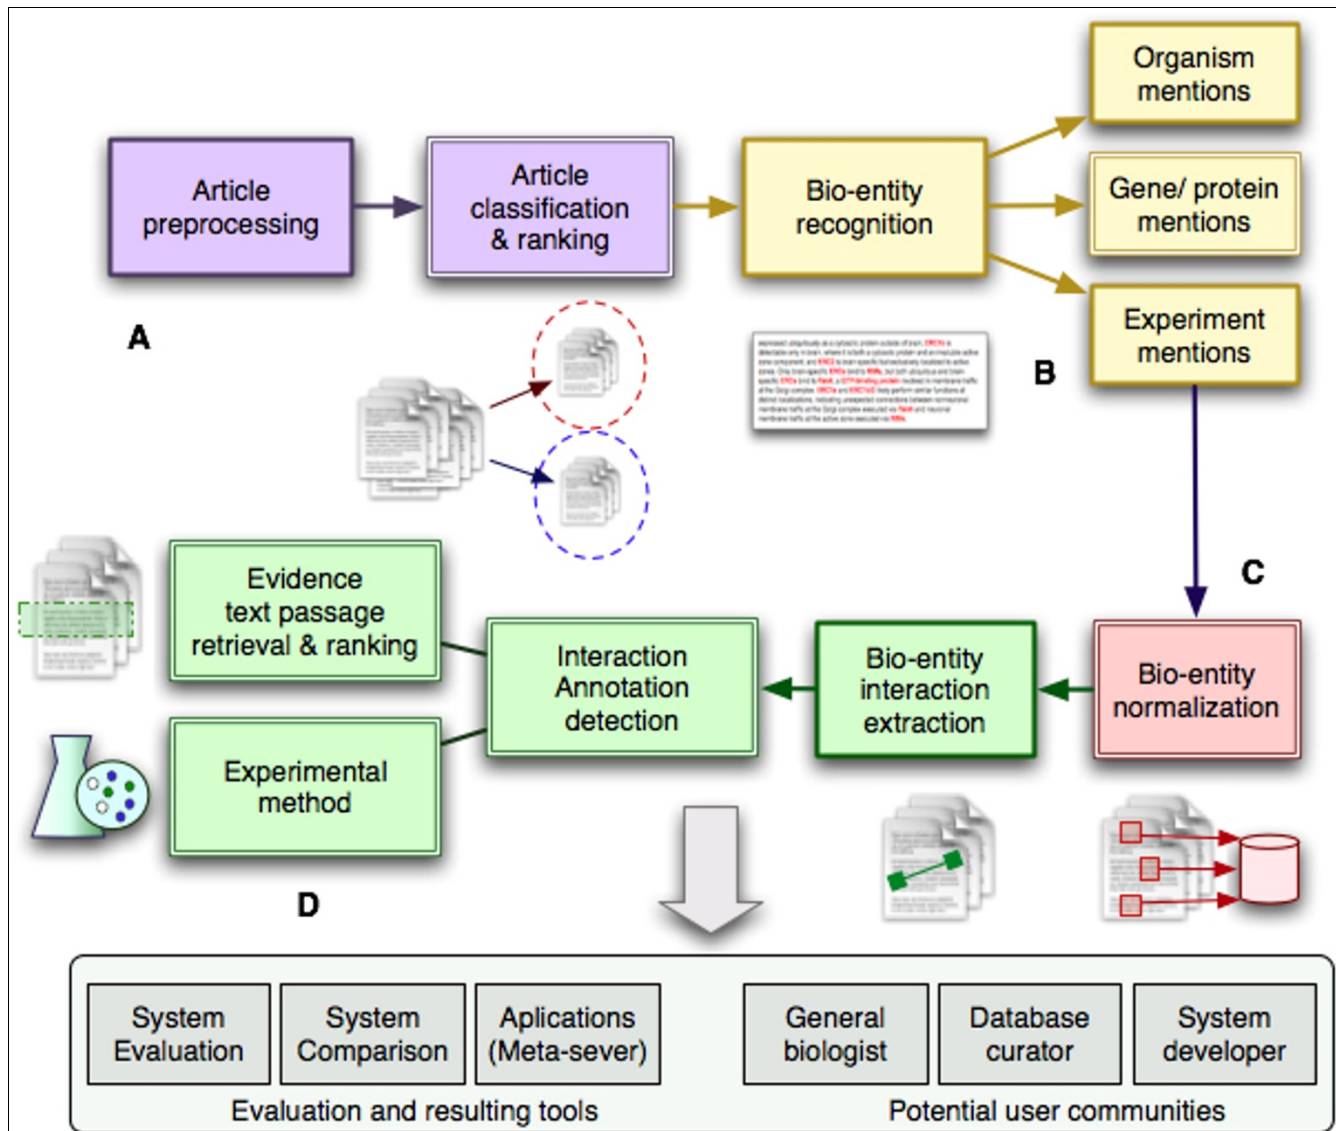 Article
preprocessing
Article
classification
& ranking
Bio-entity
recognition
Organism
mentions
Gene/ protein
mentions
Experiment
mentions
A
B
C
Evidence
text passage
retrieval & ranking
Interaction
Annotation
detection
Bio-entity
interaction
extraction
Bio-entity
normalization
Experimental
method
D
System
Evaluation
System
Comparison
Aplications
(Meta-sever)
General
biologist
Database
curator
System
developer
Evaluation and resulting tools
Potential user communities